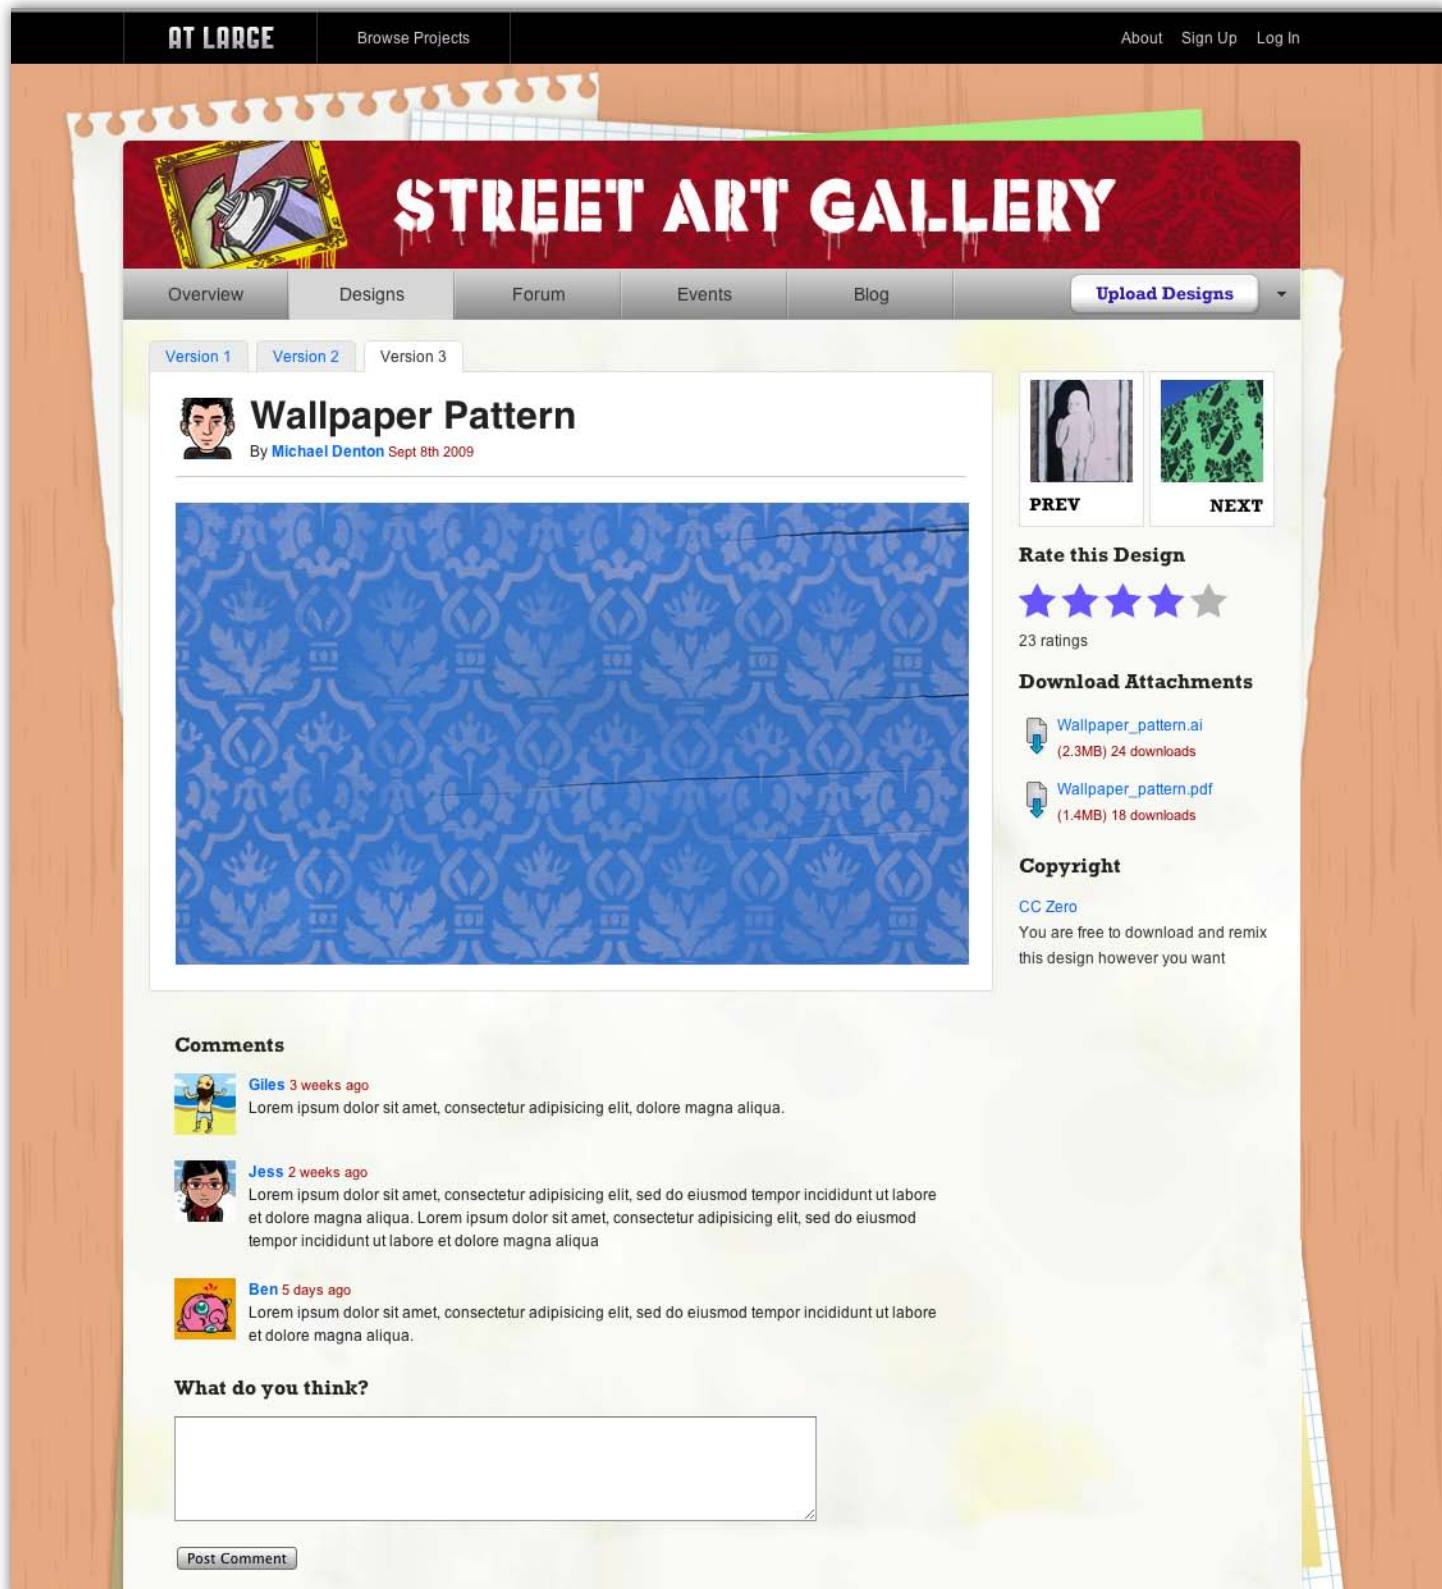 AT LARGE
Browse Projects
About Sign Up Log In
STREET ART GALLERY
Overview Designs Forum Events Blog
Upload Designs
Version 1 Version 2 Version 3
Wallpaper Pattern
By Michael Denton Sept 8th 2009
PREV
NEXT
Rate this Design
23 ratings
Download Attachments
Wallpaper_pattern.ai
(2.3MB) 24 downloads
Wallpaper_pattern.pdf
(1.4MB) 18 downloads
Copyright
CC Zero
You are free to download and remix
this design however you want
Comments
Giles 3 weeks ago
Lorem ipsum dolor sit amet, consectetur adipisicing elit, dolore magna aliqua.
Jess 2 weeks ago
Lorem ipsum dolor sit amet, consectetur adipisicing elit, sed do eiusmod tempor incididunt ut labore
et dolore magna aliqua. Lorem ipsum dolor sit amet, consectetur adipisicing elit, sed do eiusmod
tempor incididunt ut labore et dolore magna aliqua
Ben 5 days ago
Lorem ipsum dolor sit amet, consectetur adipisicing elit, sed do eiusmod tempor incididunt ut labore
et dolore magna aliqua.
What do you think?
Post Comment